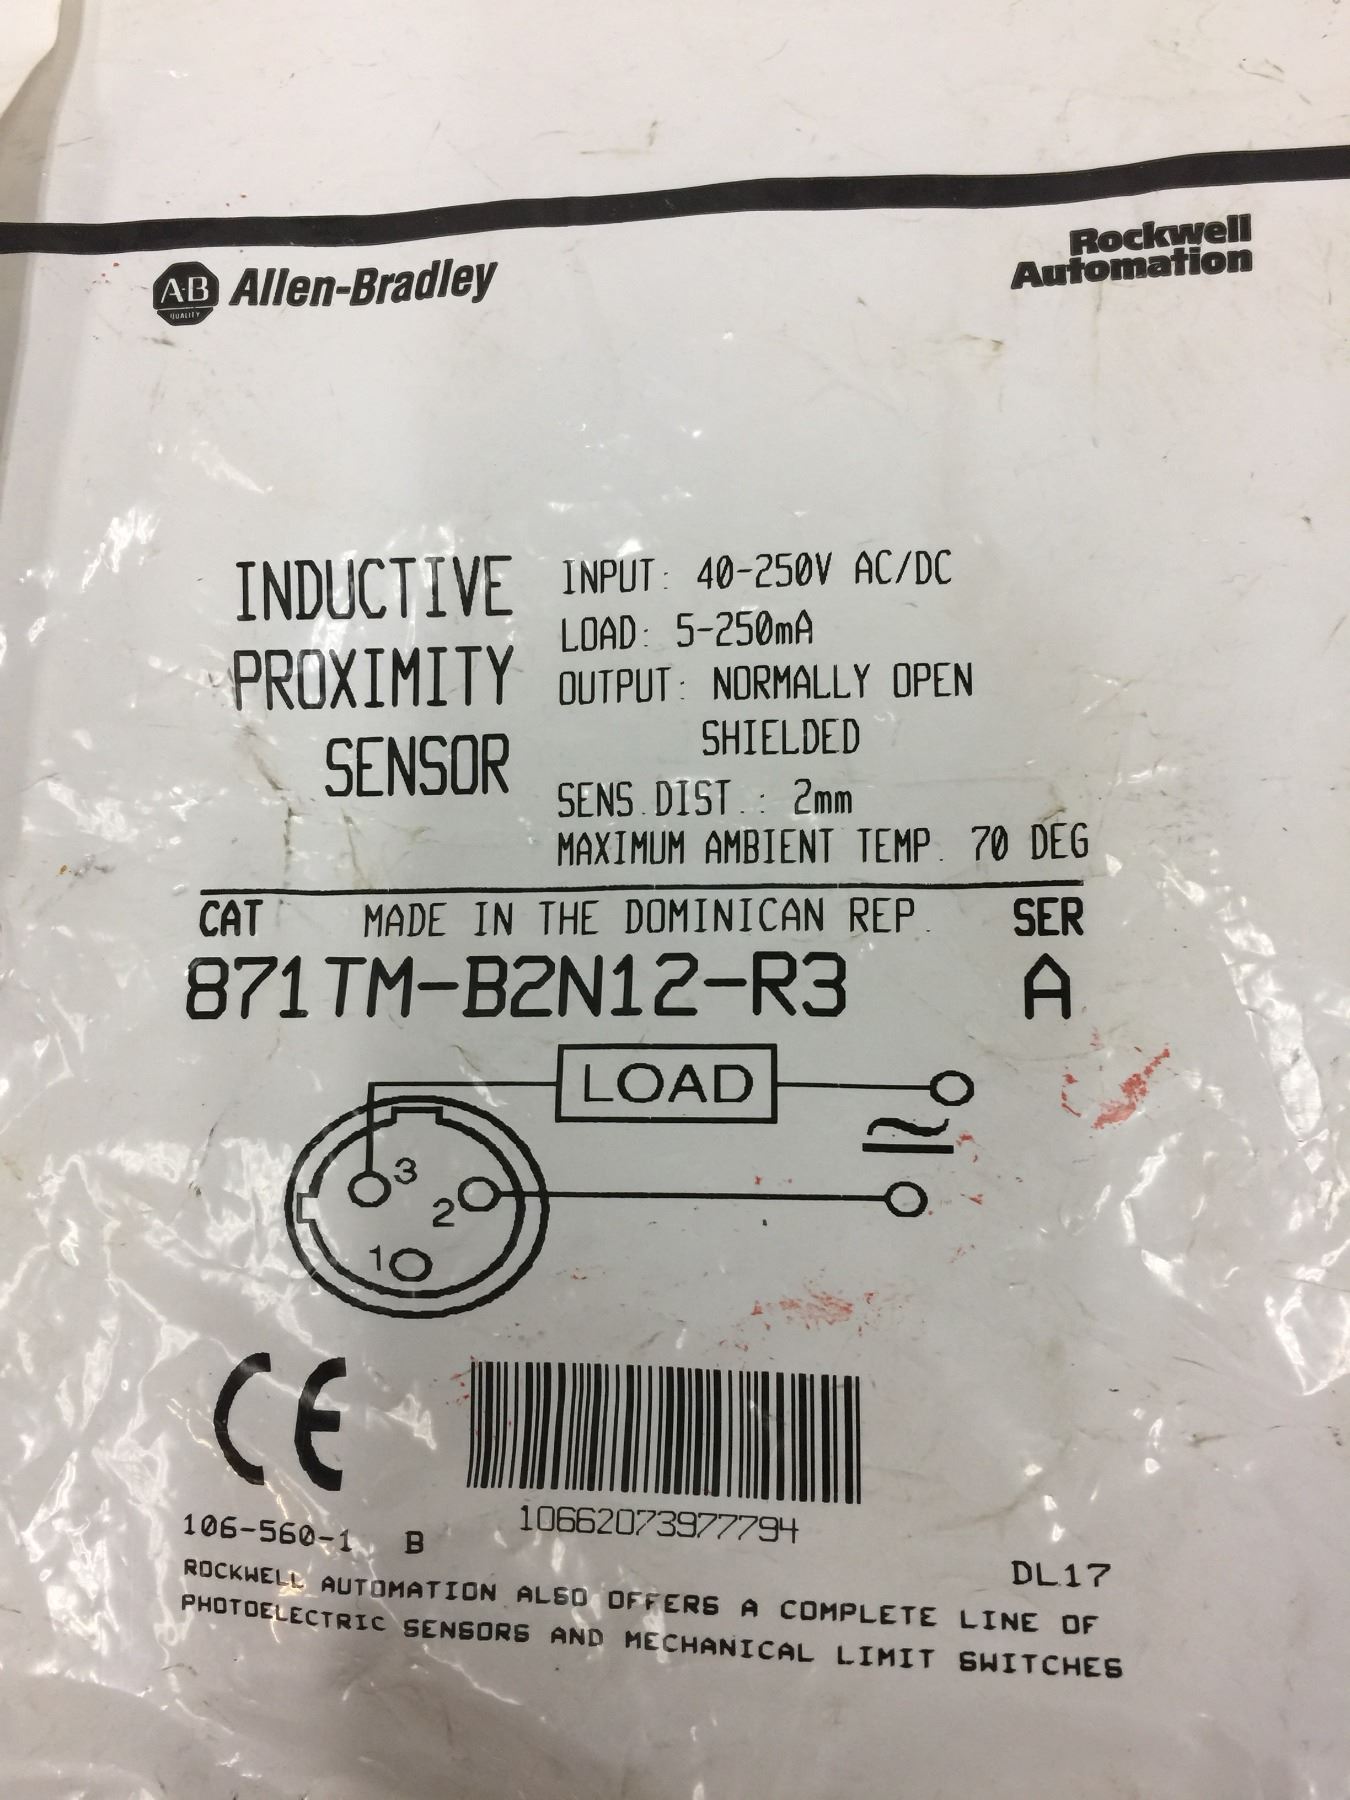 Allen-Bradley
A-B
QUALITY
Rockwell
Automation
INDUCTIVE
PROXIMITY
SENSOR
INPUT: 40-250V AC/DC
LOAD: 5-250mA
OUTPUT: NORMALLY OPEN
SHIELDED
SENS.DIST.: 2mm
MAXIMUM AMBIENT TEMP. 70 DEG
CAT MADE IN THE DOMINICAN REP. SER
871TM-B2N12-R3 A
LOAD
3
2
1
CE
10662073977794
106-560-1 B
DL17
ROCKWELL AUTOMATION ALSO OFFERS A COMPLETE LINE OF
PHOTOELECTRIC SENSORS AND MECHANICAL LIMIT SWITCHES